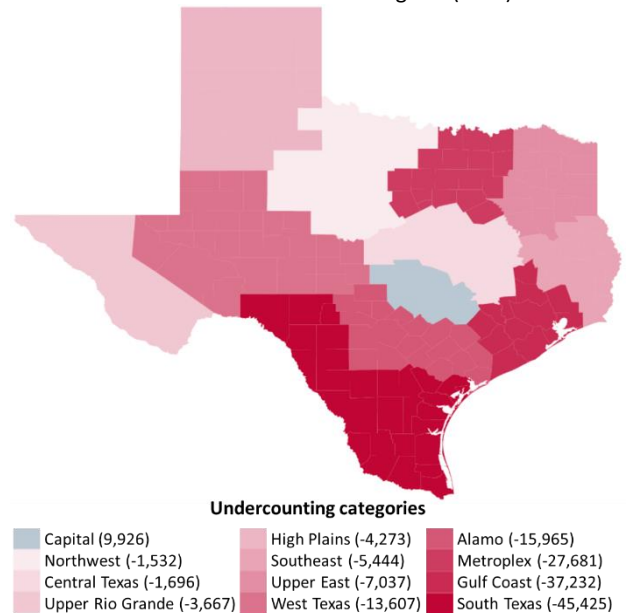 Undercounting categories
Capital (9,926)
Northwest (-1,532)
Central Texas (-1,696)
Upper Rio Grande (-3,667)
High Plains (-4,273)
Southeast (-5,444)
Upper East (-7,037)
West Texas (-13,607)
Alamo (-15,965)
Metroplex (-27,681)
Gulf Coast (-37,232)
South Texas (-45,425)